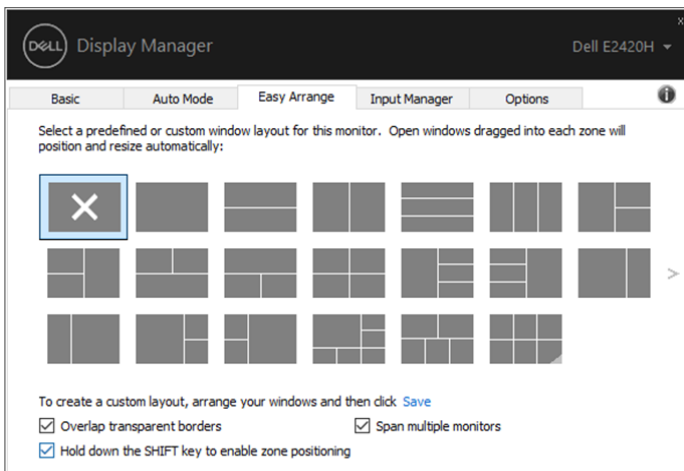 x
DELL Display Manager
Dell E2420H
Basic Auto Mode Easy Arrange Input Manager Options
Select a predefined or custom window layout for this monitor. Open windows dragged into each zone will
position and resize automatically:
To create a custom layout, arrange your windows and then click Save
Overlap transparent borders
Span multiple monitors
Hold down the SHIFT key to enable zone positioning